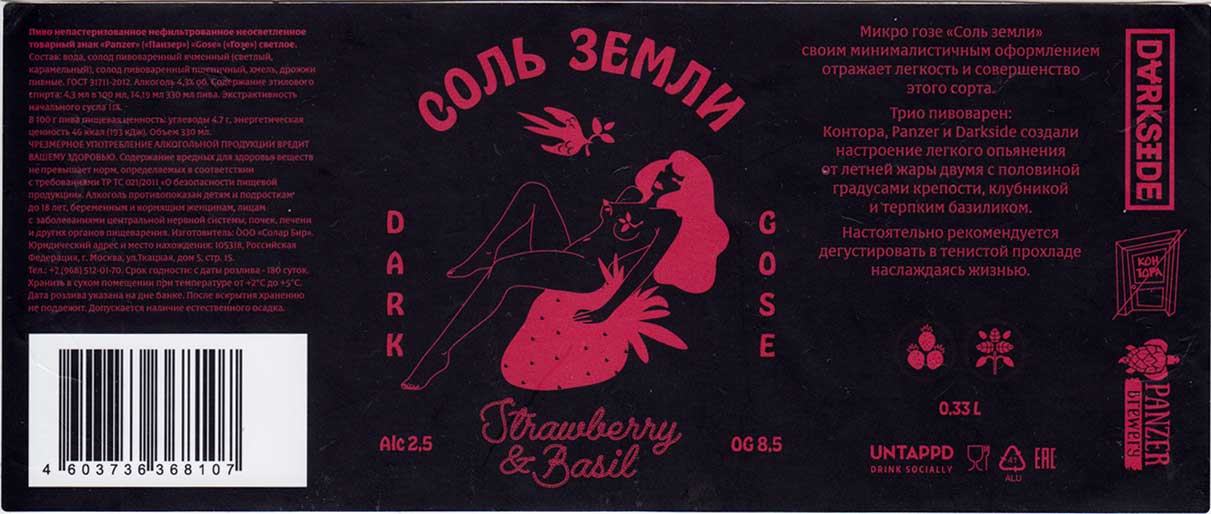 Пиво непастеризованное нефильтрованное неосветленное
товарный знак «Panzer» («Панзер») «Gose» («Гозе») светлое.
Состав: вода, солод пивоваренный ячменный (светлый,
карамельный), солод пивоваренный пшеничный, хмель, дрожжи
пивные. ГОСТ 31711-2012. Алкоголь 4,3% об. Содержание этилового
спирта: 4,3 мл в 100 мл, 14,19 мл 330 мл пива. Экстрактивность
начального сусла 11%.
В 100 г пива пищевая ценность: углеводы 4,7 г, энергетическая
ценность 46 ккал (193 кДж). Объем 330 мл.
ЧРЕЗМЕРНОЕ УПОТРЕБЛЕНИЕ АЛКОГОЛЬНОЙ ПРОДУКЦИИ ВРЕДИТ
ВАШЕМУ ЗДОРОВЬЮ. Содержание вредных для здоровья веществ
не превышает норм, определяемых в соответствии
с требованиями ТР ТС 021/2011 «О безопасности пищевой
продукции». Алкоголь противопоказан детям и подросткам
до 18 лет, беременным и кормящим женщинам, лицам
с заболеваниями центральной нервной системы, почек, печени
и других органов пищеварения. Изготовитель: ООО «Солар Бир».
Юридический адрес и место нахождения: 105318, Российская
Федерация, г. Москва, ул.Ткацкая, дом 5, стр. 15.
Тел.: +7 (968) 512-01-70. Срок годности: с даты розлива - 180 суток.
Хранить в сухом помещении при температуре от +2°С до +5°С.
Дата розлива указана на дне банке. После вскрытия хранению
не подлежит. Допускается наличие естественного осадка.
4 603736 368107
СОЛЬ ЗЕМЛИ
DARK
GOSE
Alc 2,5
Strawberry
& Basil
OG 8,5
Микро гозе «Соль земли»
своим минималистичным оформлением
отражает легкость и совершенство
этого сорта.
Трио пивоварен:
Контора, Panzer и Darkside создали
настроение легкого опьянения
от летней жары двумя с половиной
градусами крепости, клубникой
и терпким базиликом.
Настоятельно рекомендуется
дегустировать в тенистой прохладе
наслаждаясь жизнью.
0.33 L
UNTAPPD
DRINK SOCIALLY
41
ALU
EAC
DARKSIDE
КОН
ТОРА
PANZER
Brewery